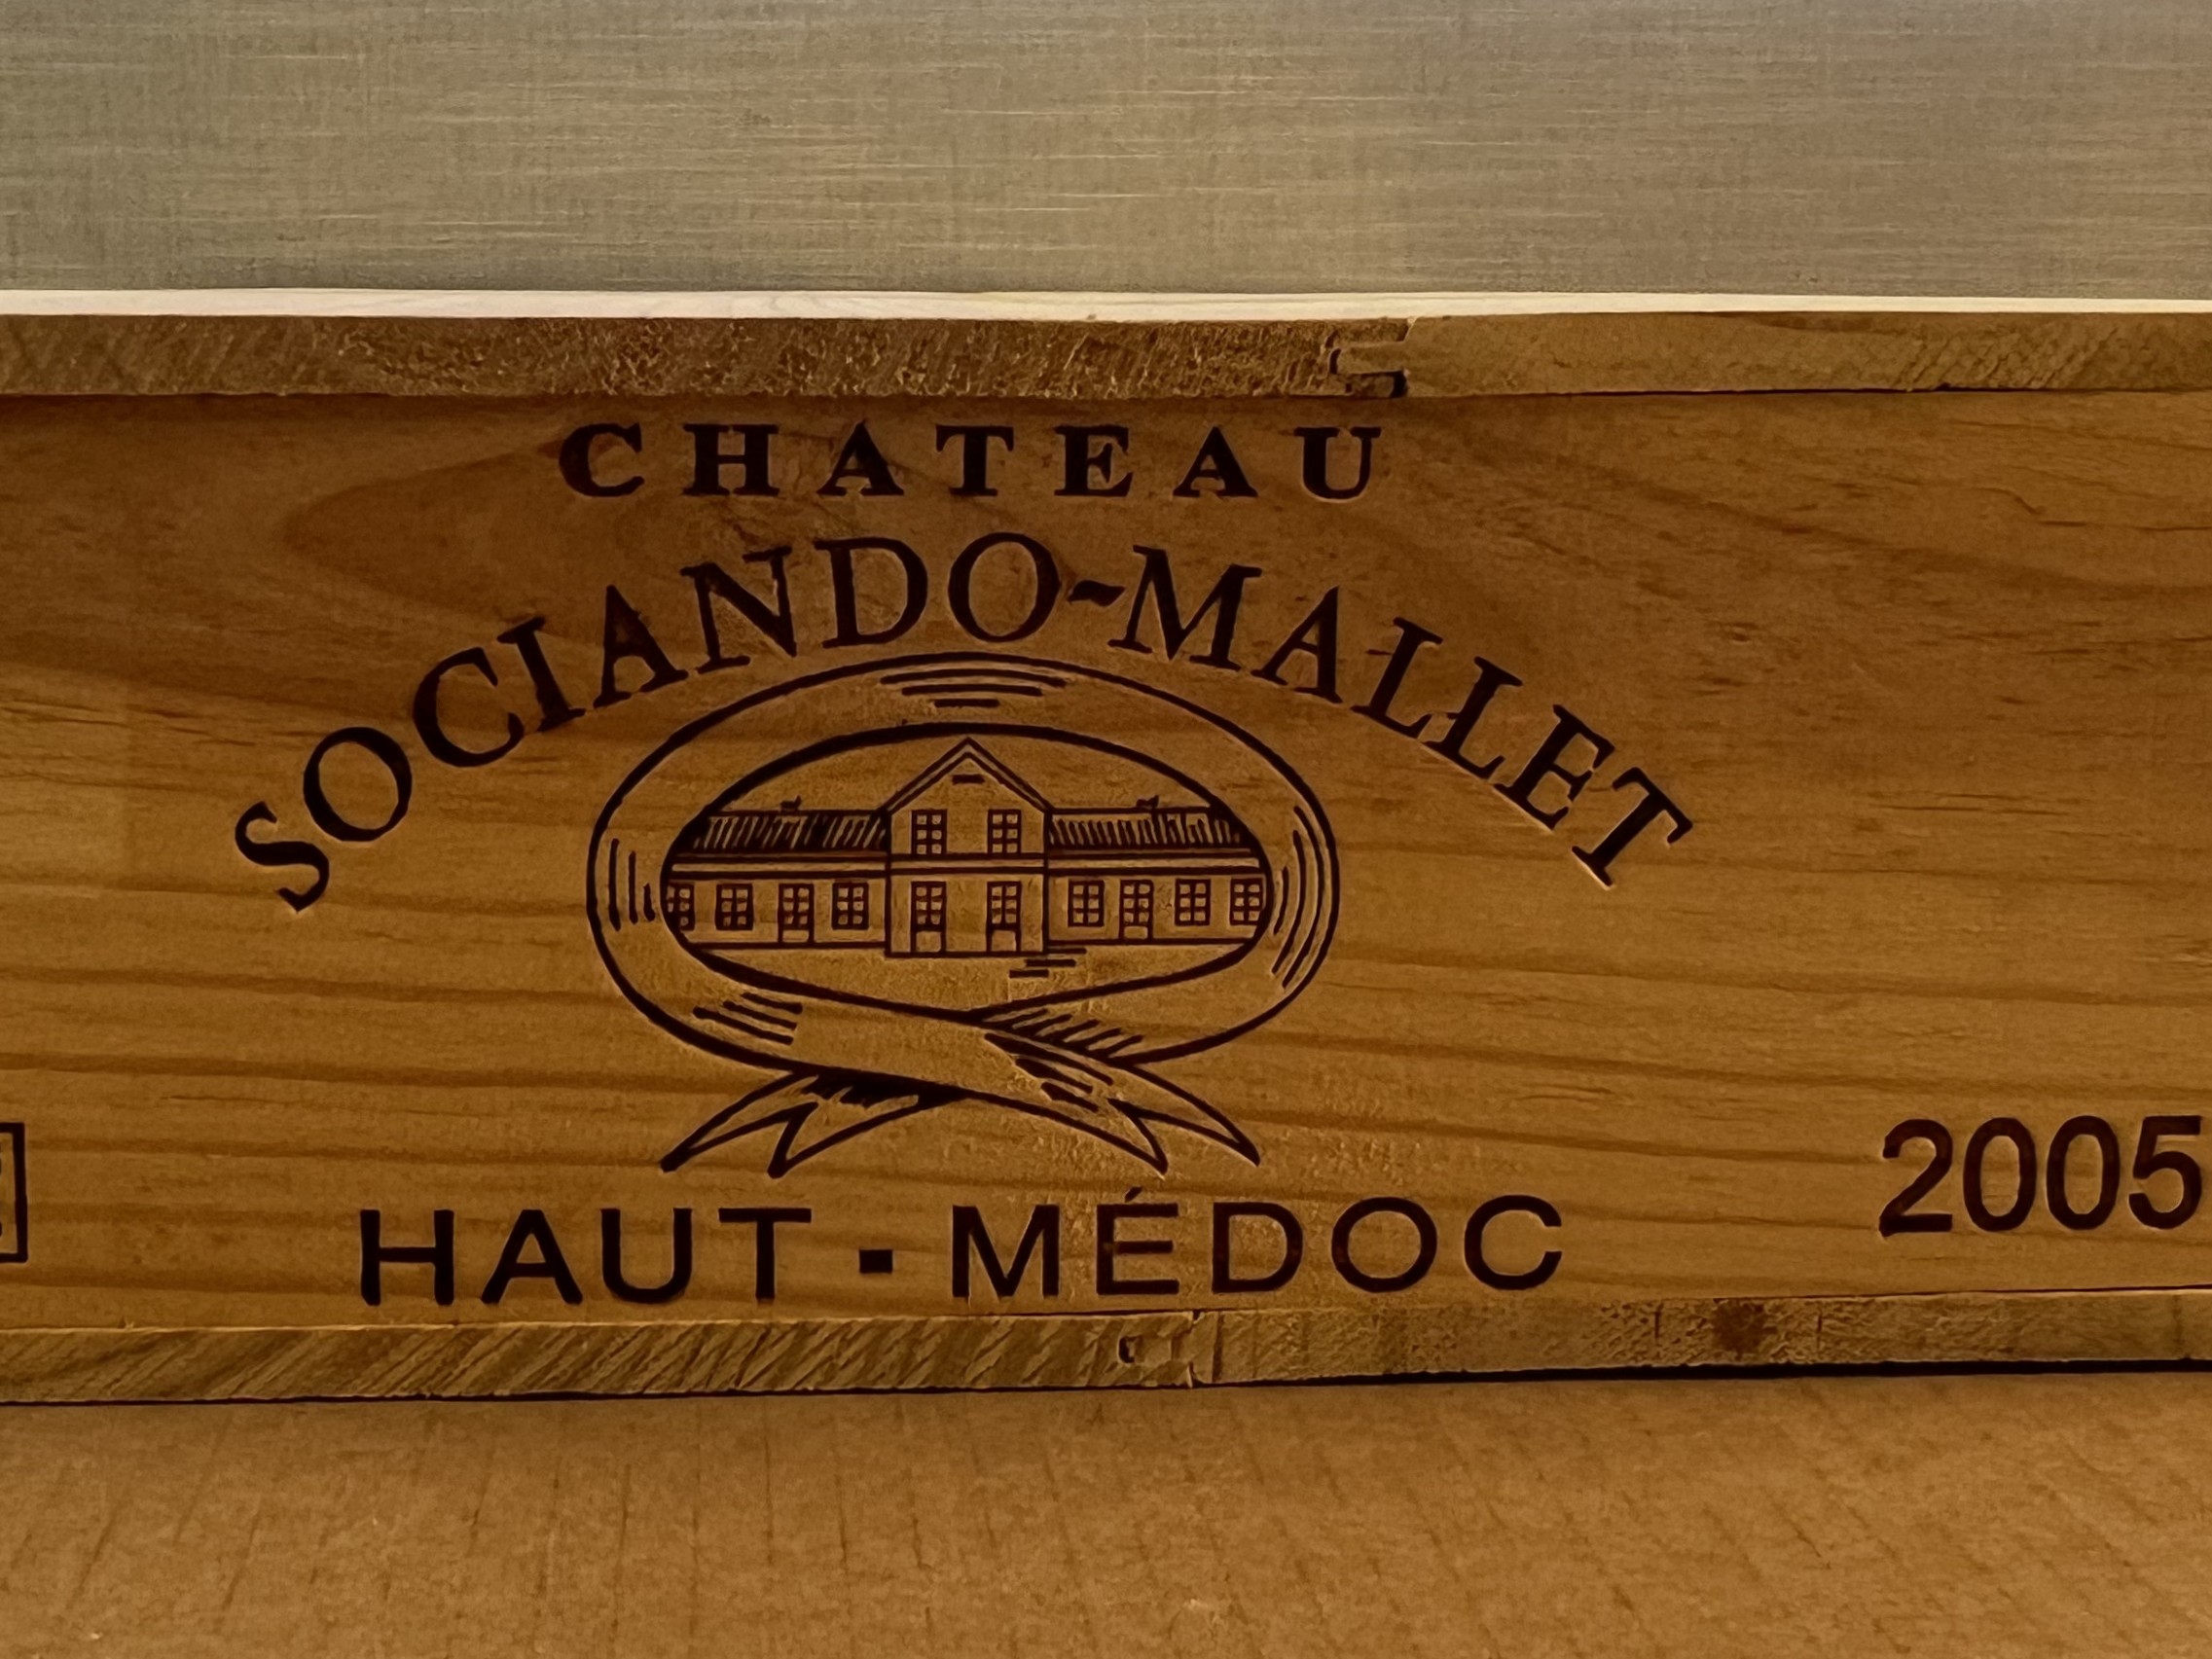 CHATEAU
SOCIANDO-MALLET
HAUT ▪ MÉDOC
2005